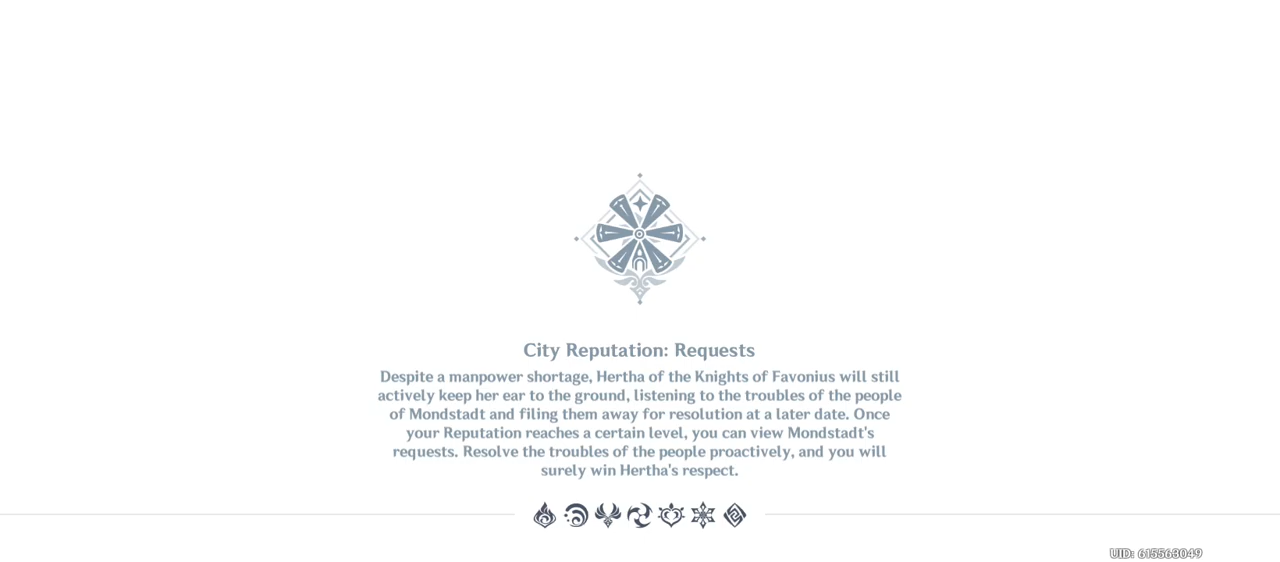 City Reputation: Requests
Despite a manpower shortage, Hertha of the Knights of Favonius will still
actively keep her ear to the ground, listening to the troubles of the people
of Mondstadt and filing them away for resolution at a later date. Once
your Reputation reaches a certain level, you can view Mondstadt's
requests. Resolve the troubles of the people proactively, and you will
surely win Hertha's respect.
UID: 615563049